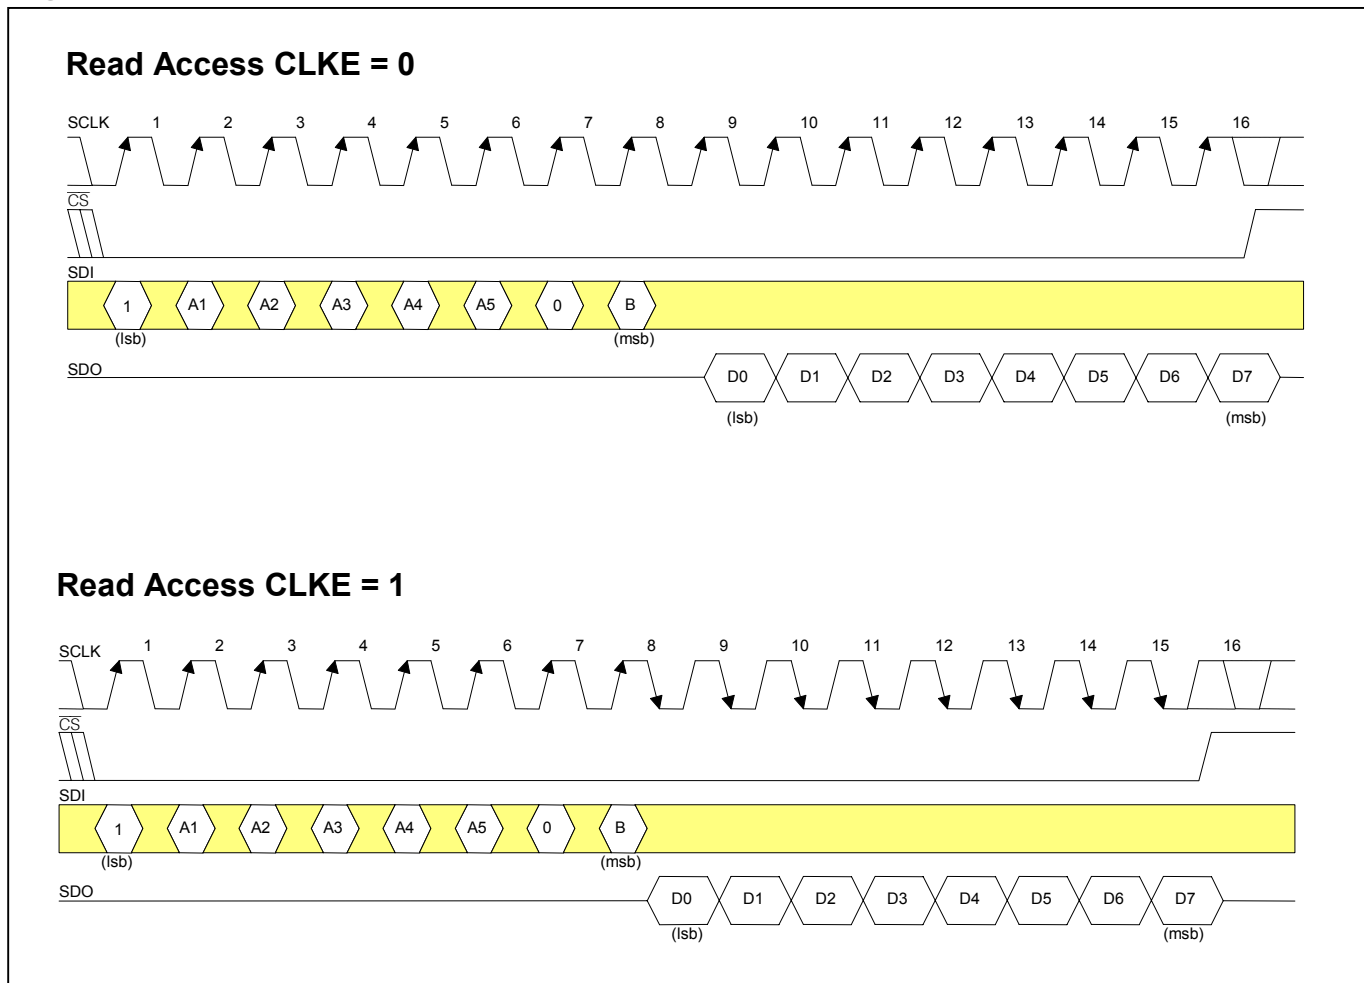 Read Access CLKE = 0
SCLK 1 2 3 4 5 6 7 8 9 10 11 12 13 14 15 16
CS
SDI
1 A1 A2 A3 A4 A5 0 B
(lsb) (msb)
SDO
D0 D1 D2 D3 D4 D5 D6 D7
(lsb) (msb)
Read Access CLKE = 1
SCLK 1 2 3 4 5 6 7 8 9 10 11 12 13 14 15 16
CS
SDI
1 A1 A2 A3 A4 A5 0 B
(lsb) (msb)
SDO
D0 D1 D2 D3 D4 D5 D6 D7
(lsb) (msb)